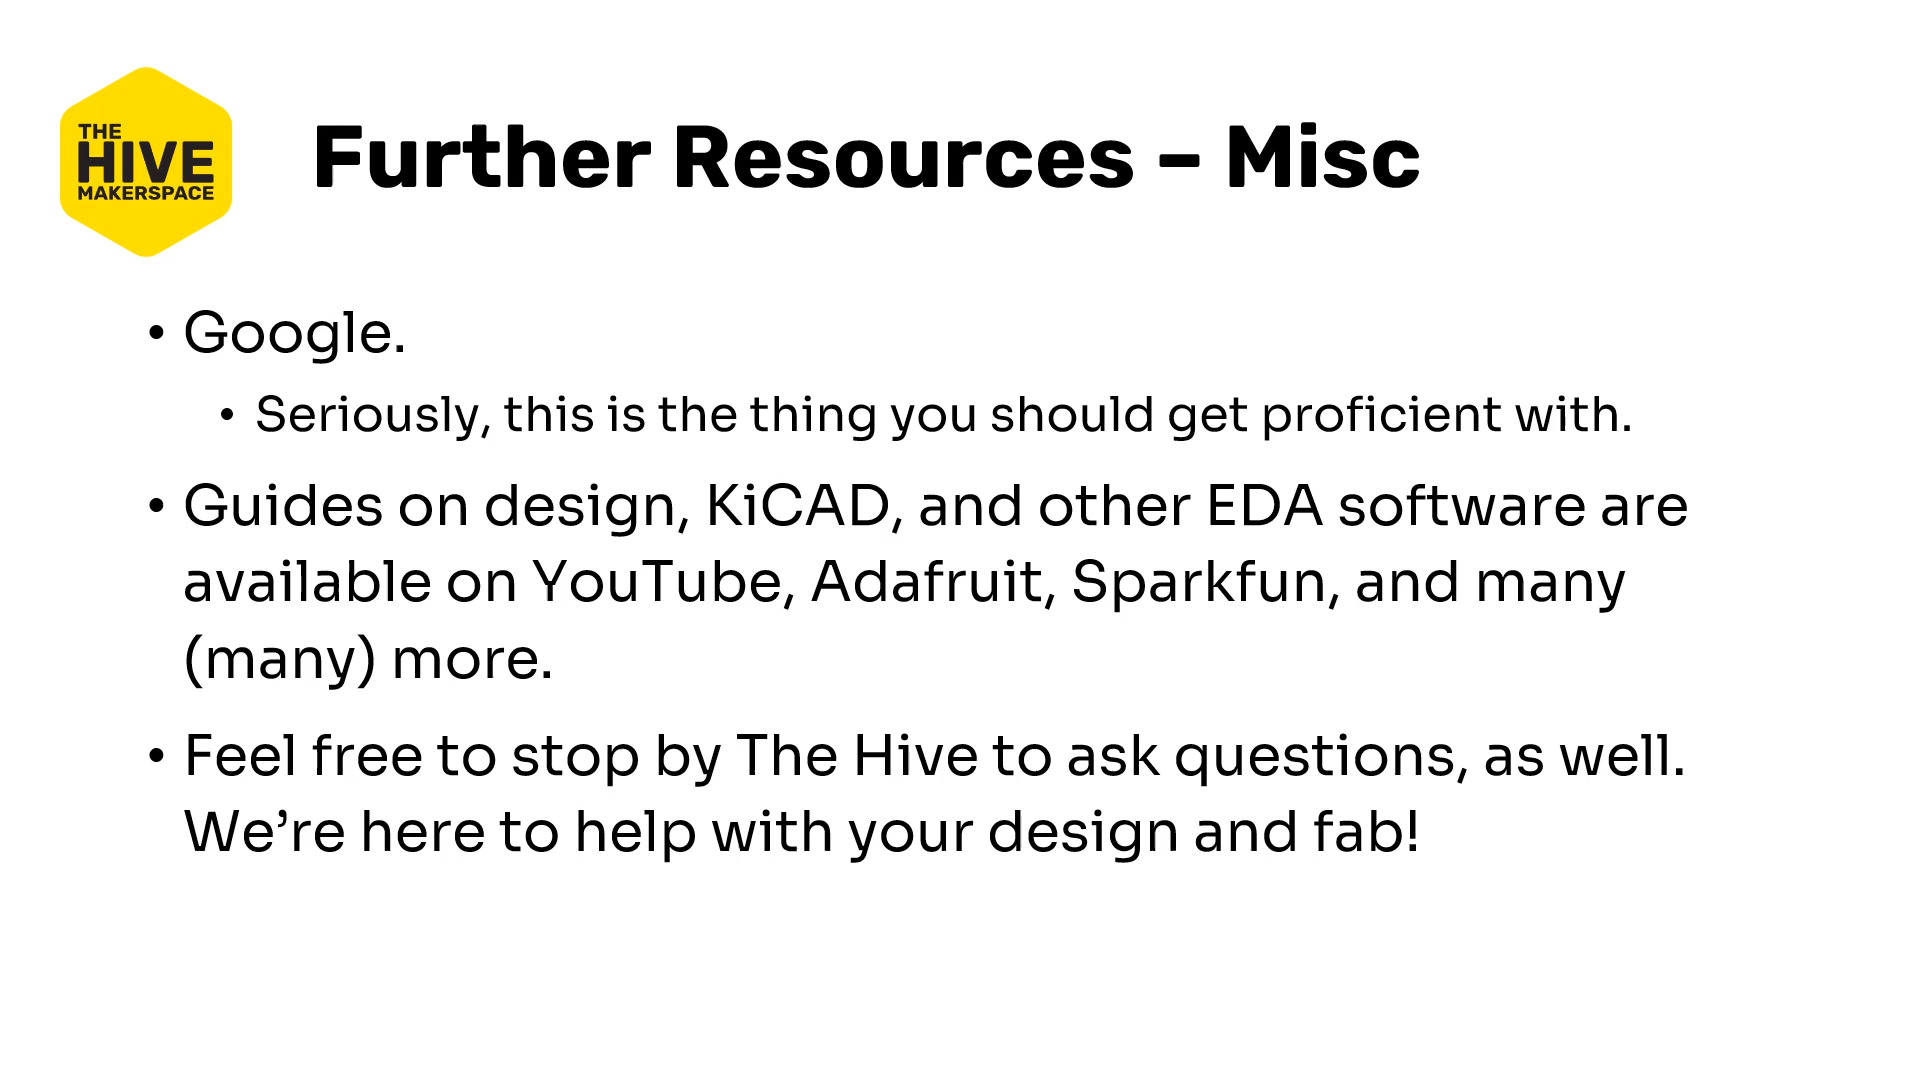 THE
HIVE
MAKERSPACE
Further Resources – Misc
• Google.
• Seriously, this is the thing you should get proficient with.
• Guides on design, KiCAD, and other EDA software are
available on YouTube, Adafruit, Sparkfun, and many
(many) more.
• Feel free to stop by The Hive to ask questions, as well.
We’re here to help with your design and fab!